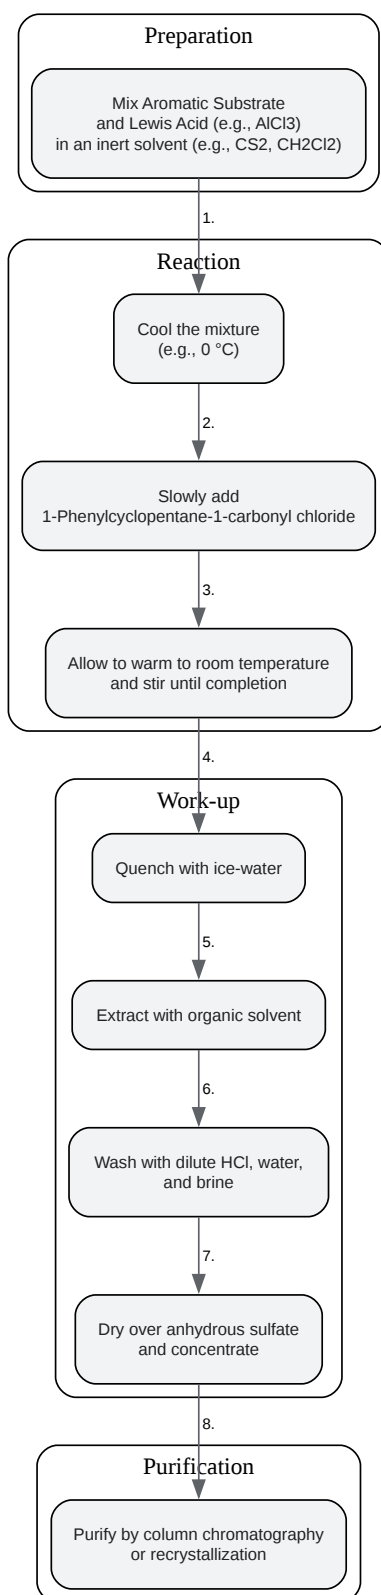 Preparation
Mix Aromatic Substrate
and Lewis Acid (e.g., AlCl3)
in an inert solvent (e.g., CS2, CH2Cl2)
1.
Reaction
Cool the mixture
(e.g., 0 °C)
2.
Slowly add
1-Phenylcyclopentane-1-carbonyl chloride
3.
Allow to warm to room temperature
and stir until completion
4.
Work-up
Quench with ice-water
5.
Extract with organic solvent
6.
Wash with dilute HCl, water,
and brine
7.
Dry over anhydrous sulfate
and concentrate
8.
Purification
Purify by column chromatography
or recrystallization